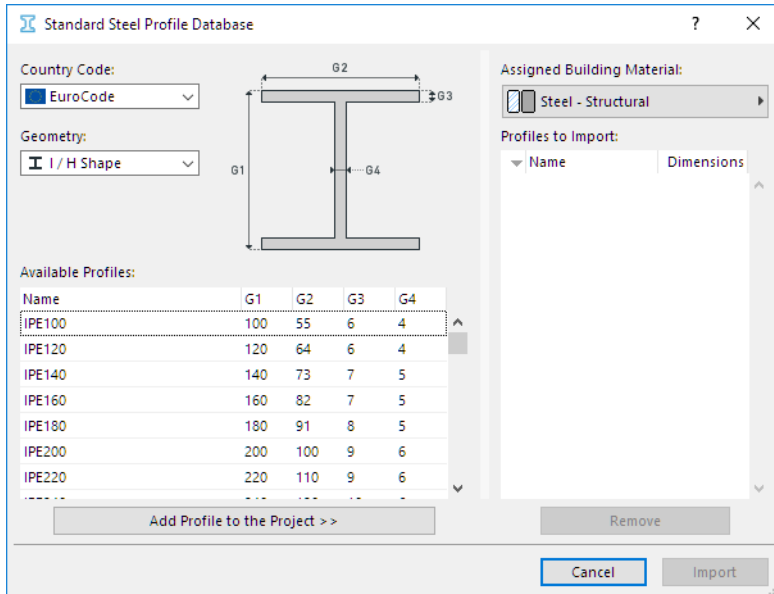 Standard Steel Profile Database
Country Code:
EuroCode
Geometry:
I / H Shape
G2
G3
G1
G4
Assigned Building Material:
Steel - Structural
Profiles to Import:
Name Dimensions
Available Profiles:
Name G1 G2 G3 G4
IPE100 100 55 6 4
IPE120 120 64 6 4
IPE140 140 73 7 5
IPE160 160 82 7 5
IPE180 180 91 8 5
IPE200 200 100 9 6
IPE220 220 110 9 6
Add Profile to the Project >>
Remove
Cancel
Import